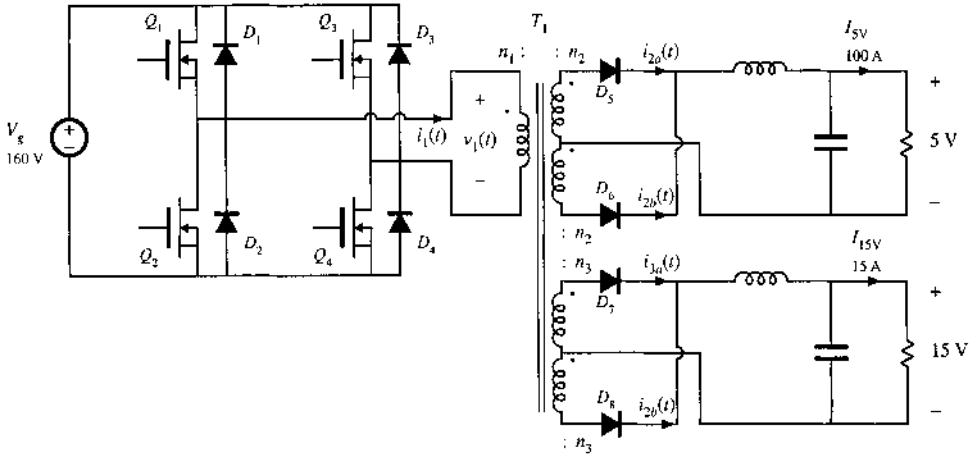 Q1
D1
Q3
D3
T1
n1 :
: n2
i2a(t)
D5
I5V
100 A
Vg
160 V
+
–
i1(t)
+
v1(t)
–
+
5 V
–
D6
i2b(t)
: n2
Q2
D2
Q4
D4
: n3
i3a(t)
D7
I15V
15 A
+
15 V
–
D8
i2b(t)
: n3